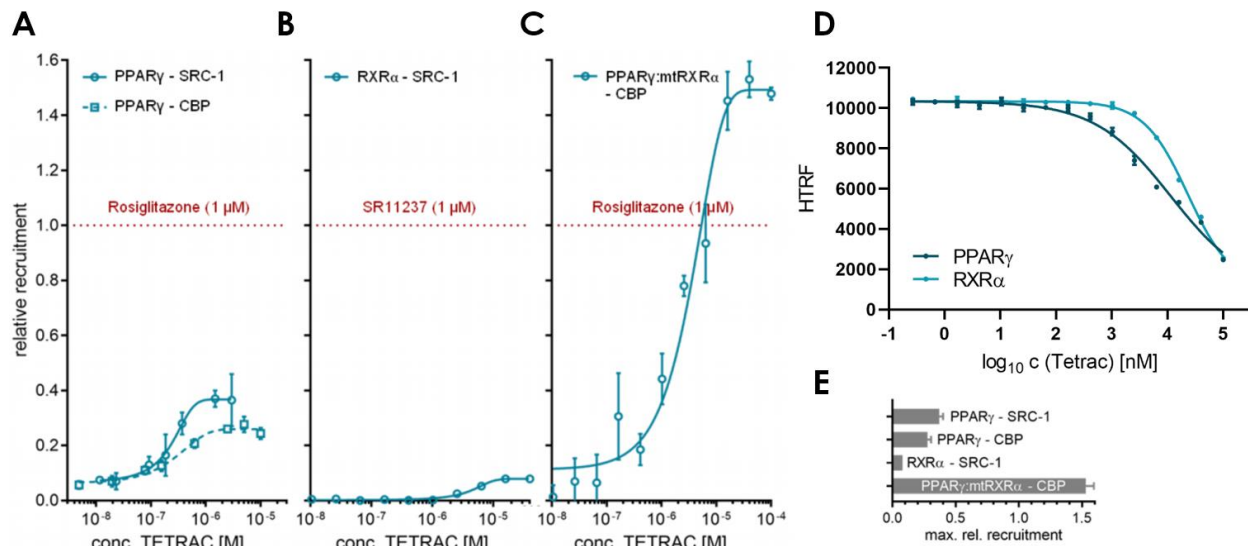 A
B
C
D
relative recruitment
1.6
1.4
1.2
1.0
0.8
0.6
0.4
0.2
0.0
PPARγ - SRC-1
PPARγ - CBP
Rosiglitazone (1 µM)
10⁻⁸
10⁻⁷
10⁻⁶
10⁻⁵
conc. TETRAC [M]
RXRα - SRC-1
SR11237 (1 µM)
10⁻⁸
10⁻⁷
10⁻⁶
10⁻⁵
10⁻⁴
conc. TETRAC [M]
PPARγ:mtRXRα
- CBP
Rosiglitazone (1 µM)
10⁻⁸
10⁻⁷
10⁻⁶
10⁻⁵
10⁻⁴
conc. TETRAC [M]
HTRF
12000
10000
8000
6000
4000
2000
0
PPARγ
RXRα
-1
0
1
2
3
4
5
log₁₀ c (Tetrac) [nM]
E
PPARγ - SRC-1
PPARγ - CBP
RXRα - SRC-1
PPARγ:mtRXRα - CBP
0.0
0.5
1.0
1.5
max. rel. recruitment